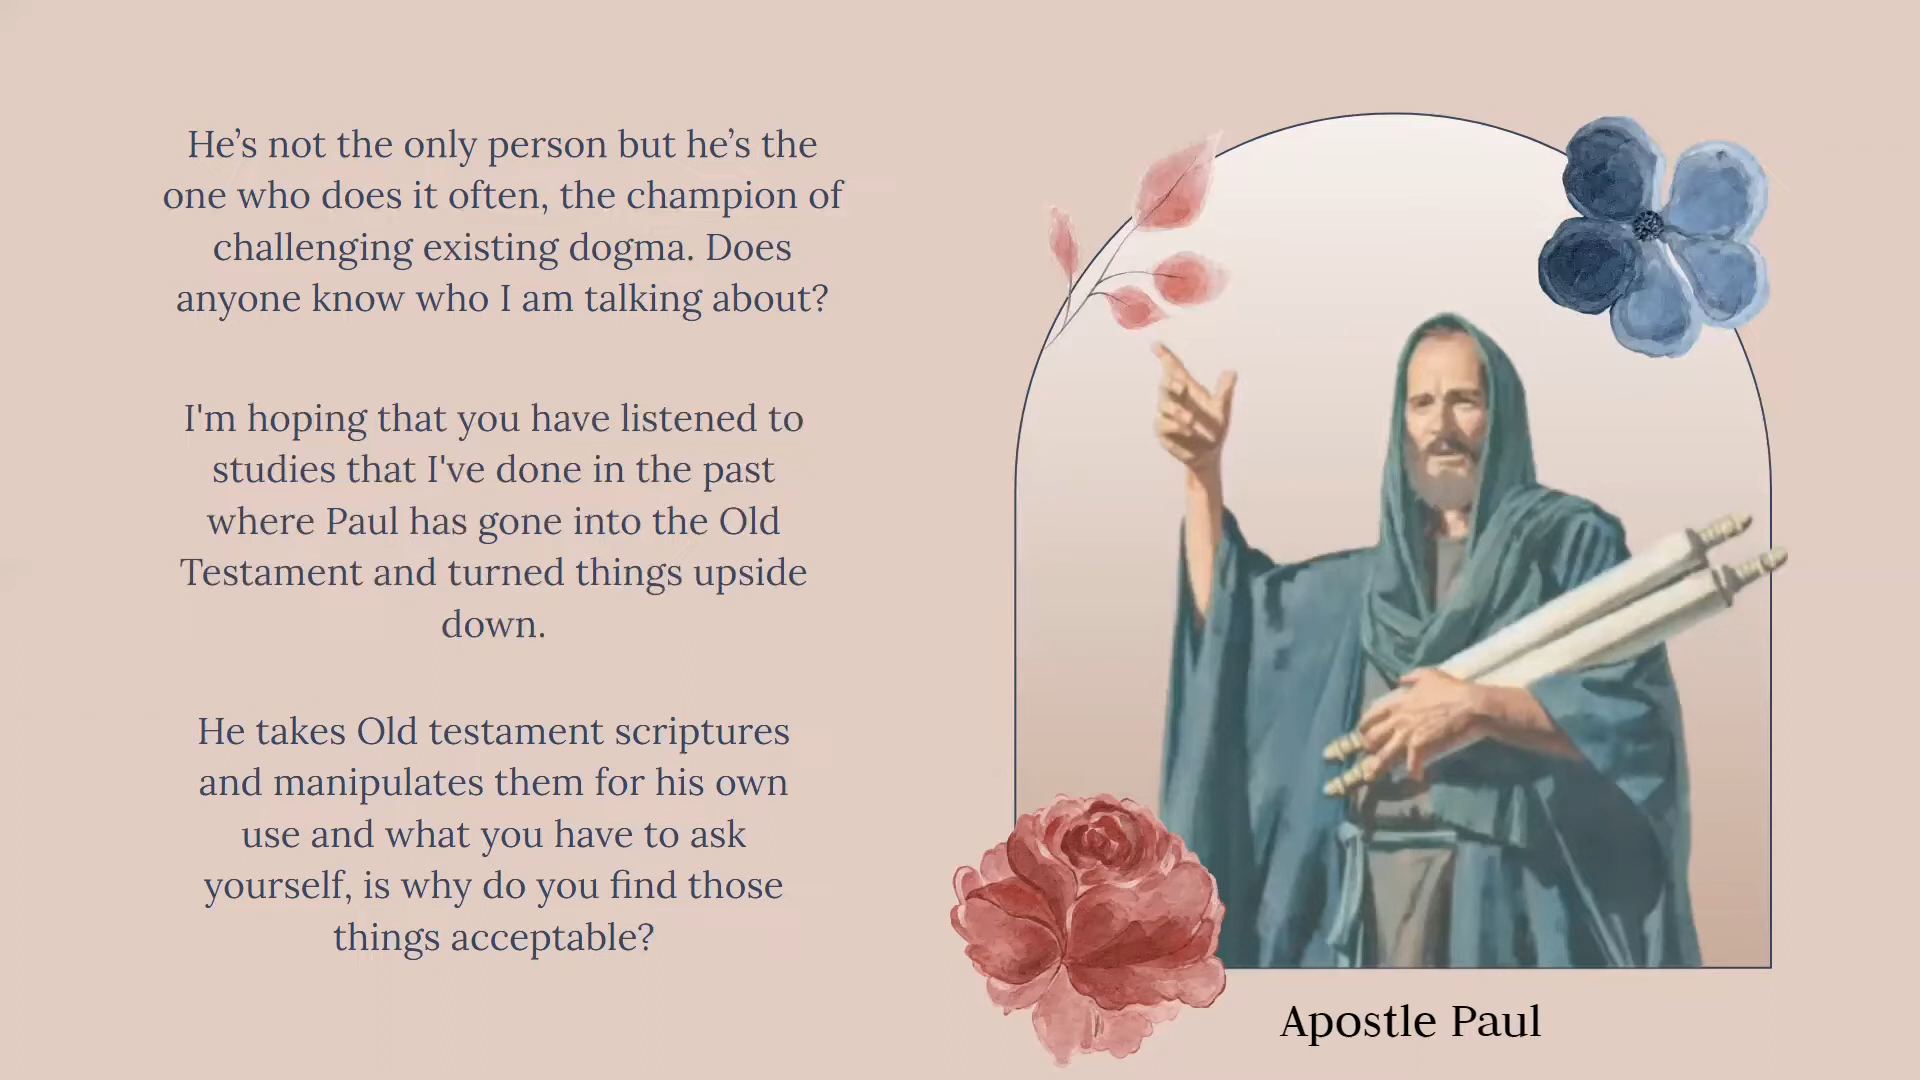 He’s not the only person but he’s the
one who does it often, the champion of
challenging existing dogma. Does
anyone know who I am talking about?
I'm hoping that you have listened to
studies that I've done in the past
where Paul has gone into the Old
Testament and turned things upside
down.
He takes Old testament scriptures
and manipulates them for his own
use and what you have to ask
yourself, is why do you find those
things acceptable?
Apostle Paul